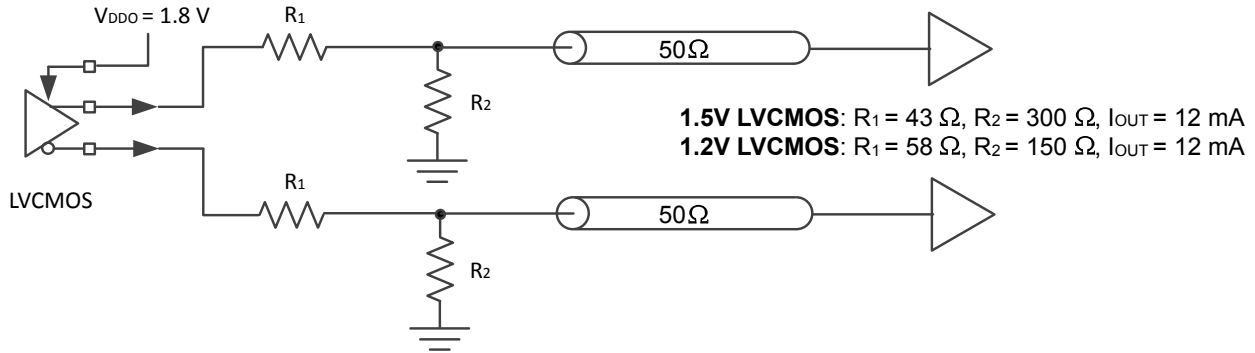 VDDO = 1.8 V
R1
50Ω
R2
1.5V LVCMOS: R1 = 43 Ω, R2 = 300 Ω, IOUT = 12 mA
1.2V LVCMOS: R1 = 58 Ω, R2 = 150 Ω, IOUT = 12 mA
LVCMOS
R1
50Ω
R2